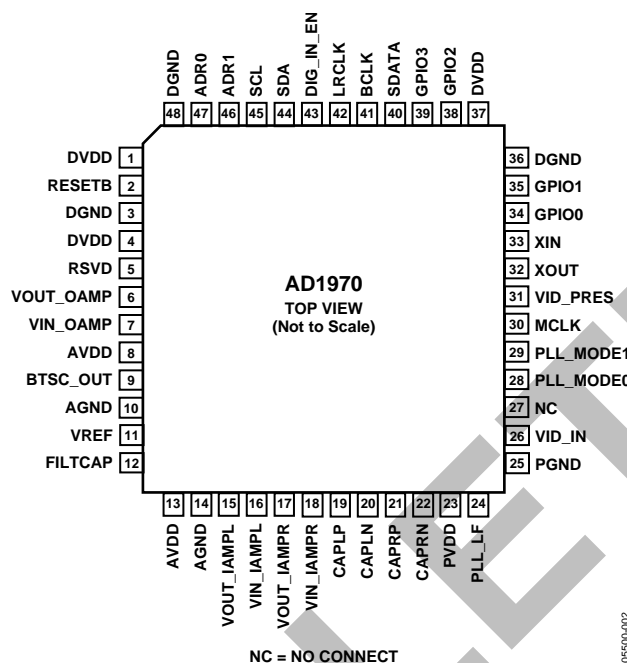 DGND
ADR0
ADR1
SCL
SDA
DIG_IN_EN
LRCLK
BCLK
SDATA
GPIO3
GPIO2
DVDD
48 47 46 45 44 43 42 41 40 39 38 37
DVDD 1
RESETB 2
DGND 3
DVDD 4
RSVD 5
VOUT_OAMP 6
VIN_OAMP 7
AVDD 8
BTSC_OUT 9
AGND 10
VREF 11
FILTCAP 12
AD1970
TOP VIEW
(Not to Scale)
36 DGND
35 GPIO1
34 GPIO0
33 XIN
32 XOUT
31 VID_PRES
30 MCLK
29 PLL_MODE1
28 PLL_MODE0
27 NC
26 VID_IN
25 PGND
13 14 15 16 17 18 19 20 21 22 23 24
AVDD
AGND
VOUT_IAMPL
VIN_IAMPL
VOUT_IAMPR
VIN_IAMPR
CAPLP
CAPLN
CAPRP
CAPRN
PVDD
PLL_LF
NC = NO CONNECT
05500-002